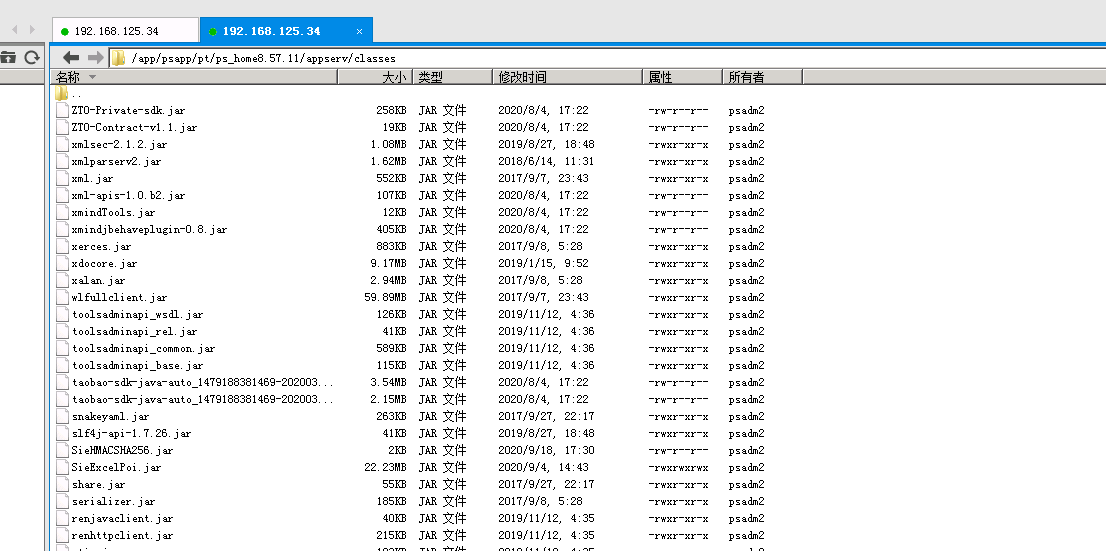 192.168.125.34 192.168.125.34 ×
/app/psapp/pt/ps_home8.57.11/appserv/classes
名称 大小 类型 修改时间 属性 所有者
..
ZTO-Private-sdk.jar 258KB JAR 文件 2020/8/4, 17:22 -rw-r--r-- psadm2
ZTO-Contract-v1.1.jar 19KB JAR 文件 2020/8/4, 17:22 -rw-r--r-- psadm2
xmlsec-2.1.2.jar 1.08MB JAR 文件 2019/8/27, 18:48 -rwxr-xr-x psadm2
xmlparserv2.jar 1.62MB JAR 文件 2018/6/14, 11:31 -rwxr-xr-x psadm2
xml.jar 552KB JAR 文件 2017/9/7, 23:43 -rwxr-xr-x psadm2
xml-apis-1.0.b2.jar 107KB JAR 文件 2020/8/4, 17:22 -rw-r--r-- psadm2
xmindTools.jar 12KB JAR 文件 2020/8/4, 17:22 -rw-r--r-- psadm2
xmindjbehaveplugin-0.8.jar 405KB JAR 文件 2020/8/4, 17:22 -rw-r--r-- psadm2
xerces.jar 883KB JAR 文件 2017/9/8, 5:28 -rwxr-xr-x psadm2
xdocore.jar 9.17MB JAR 文件 2019/1/15, 9:52 -rwxr-xr-x psadm2
xalan.jar 2.94MB JAR 文件 2017/9/8, 5:28 -rwxr-xr-x psadm2
wlfullclient.jar 59.89MB JAR 文件 2017/9/7, 23:43 -rwxr-xr-x psadm2
toolsadminapi_wsdl.jar 126KB JAR 文件 2019/11/12, 4:36 -rwxr-xr-x psadm2
toolsadminapi_rel.jar 41KB JAR 文件 2019/11/12, 4:36 -rwxr-xr-x psadm2
toolsadminapi_common.jar 589KB JAR 文件 2019/11/12, 4:36 -rwxr-xr-x psadm2
toolsadminapi_base.jar 115KB JAR 文件 2019/11/12, 4:36 -rwxr-xr-x psadm2
taobao-sdk-java-auto_1479188381469-202003... 3.54MB JAR 文件 2020/8/4, 17:22 -rw-r--r-- psadm2
taobao-sdk-java-auto_1479188381469-202003... 2.15MB JAR 文件 2020/8/4, 17:22 -rw-r--r-- psadm2
snakeyaml.jar 263KB JAR 文件 2017/9/27, 22:17 -rwxr-xr-x psadm2
slf4j-api-1.7.26.jar 41KB JAR 文件 2019/8/27, 18:48 -rwxr-xr-x psadm2
SieHMACSHA256.jar 2KB JAR 文件 2020/9/18, 17:30 -rw-r--r-- psadm2
SieExcelPoi.jar 22.23MB JAR 文件 2020/9/4, 14:43 -rwxrwxrwx psadm2
share.jar 55KB JAR 文件 2017/9/27, 22:17 -rwxr-xr-x psadm2
serializer.jar 185KB JAR 文件 2017/9/8, 5:28 -rwxr-xr-x psadm2
renjavaclient.jar 40KB JAR 文件 2019/11/12, 4:35 -rwxr-xr-x psadm2
renhttpclient.jar 215KB JAR 文件 2019/11/12, 4:35 -rwxr-xr-x psadm2